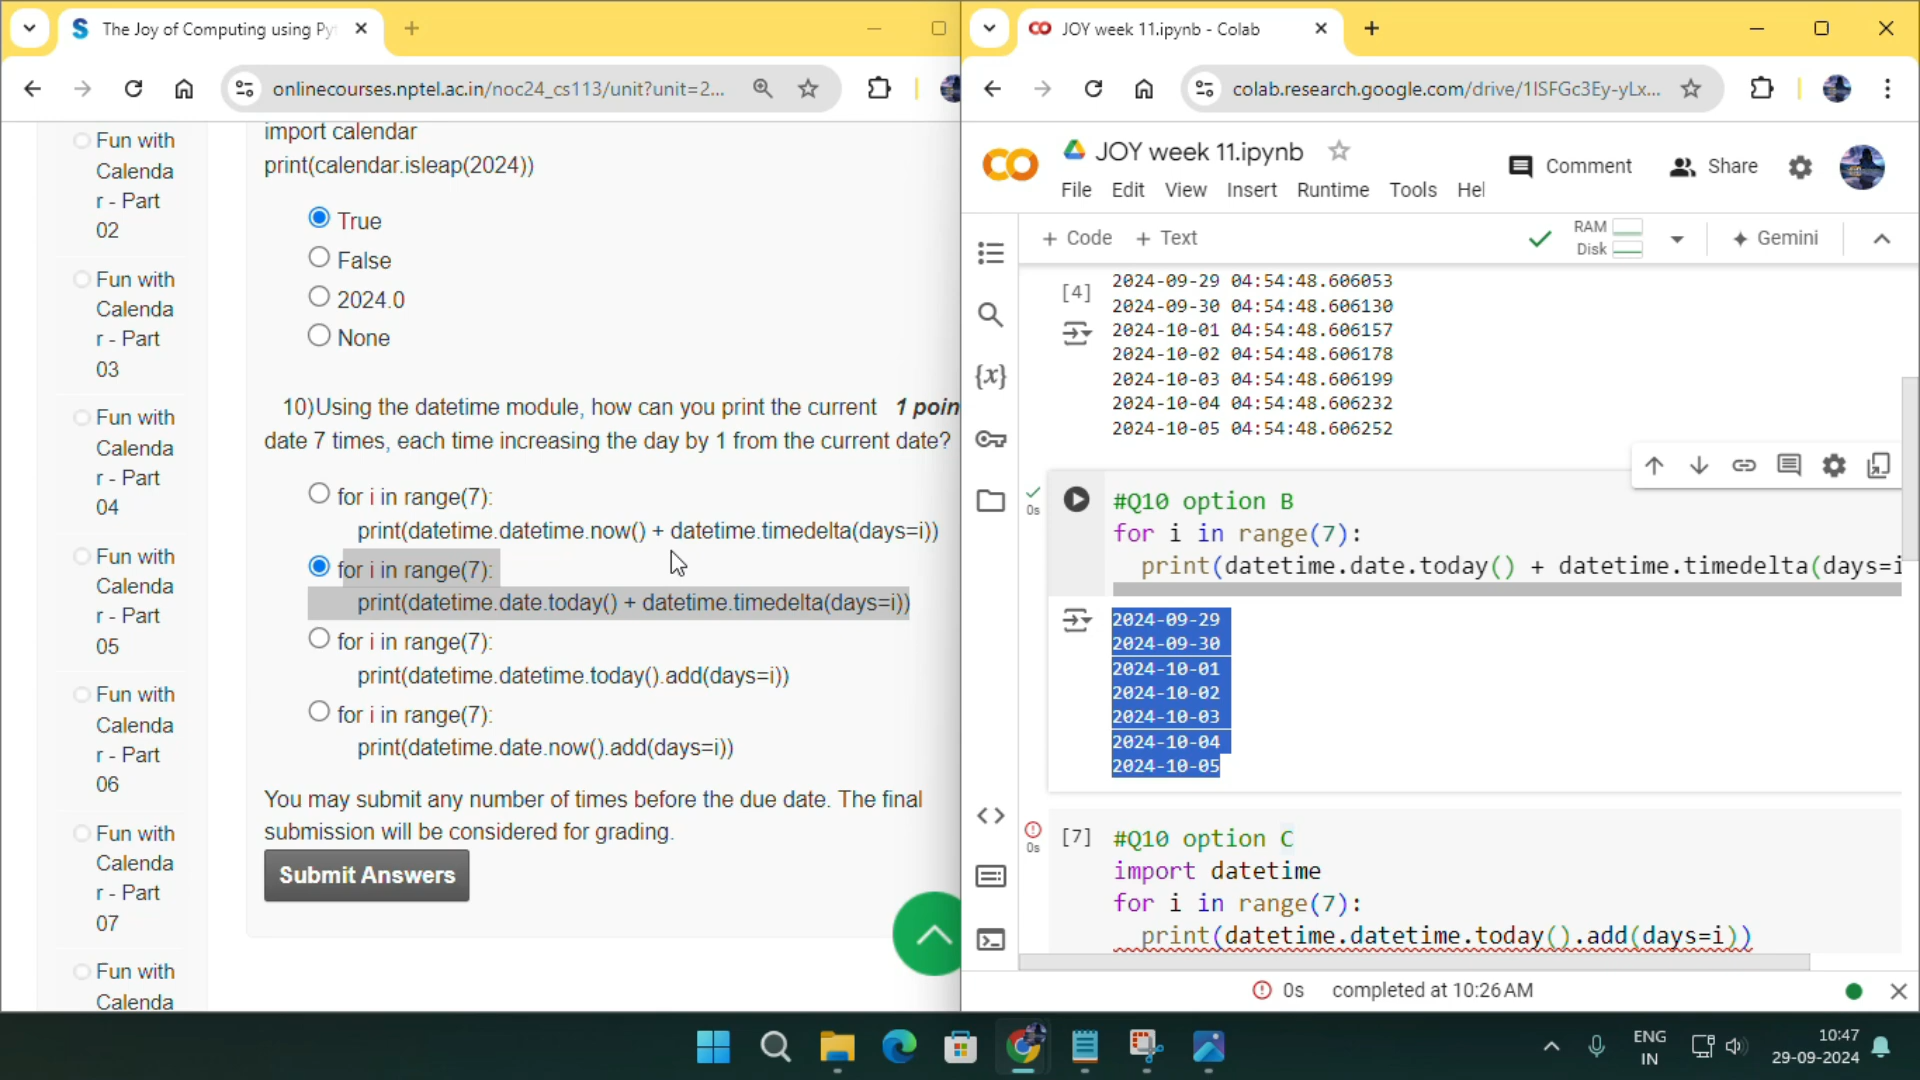 The Joy of Computing using Py
onlinecourses.nptel.ac.in/noc24_cs113/unit?unit=2...
Fun with
Calenda
r - Part
02
Fun with
Calenda
r - Part
03
Fun with
Calenda
r - Part
04
Fun with
Calenda
r - Part
05
Fun with
Calenda
r - Part
06
Fun with
Calenda
r - Part
07
Fun with
Calenda
import calendar
print(calendar.isleap(2024))
True
False
2024.0
None
10)Using the datetime module, how can you print the current 1 poin
date 7 times, each time increasing the day by 1 from the current date?
for i in range(7):
print(datetime.datetime.now() + datetime.timedelta(days=i))
for i in range(7):
print(datetime.date.today() + datetime.timedelta(days=i))
for i in range(7):
print(datetime.datetime.today().add(days=i))
for i in range(7):
print(datetime.date.now().add(days=i))
You may submit any number of times before the due date. The final
submission will be considered for grading.
Submit Answers
JOY week 11.ipynb - Colab
colab.research.google.com/drive/1lSFGc3Ey-yLx...
JOY week 11.ipynb
Comment
Share
File Edit View Insert Runtime Tools Hel
+ Code + Text
RAM
Disk
Gemini
[4]
2024-09-29 04:54:48.606053
2024-09-30 04:54:48.606130
2024-10-01 04:54:48.606157
2024-10-02 04:54:48.606178
2024-10-03 04:54:48.606199
2024-10-04 04:54:48.606232
2024-10-05 04:54:48.606252
0s
#Q10 option B
for i in range(7):
print(datetime.date.today() + datetime.timedelta(days=i
2024-09-29
2024-09-30
2024-10-01
2024-10-02
2024-10-03
2024-10-04
2024-10-05
0s
[7]
#Q10 option C
import datetime
for i in range(7):
print(datetime.datetime.today().add(days=i))
0s completed at 10:26 AM
ENG
IN
10:47
29-09-2024